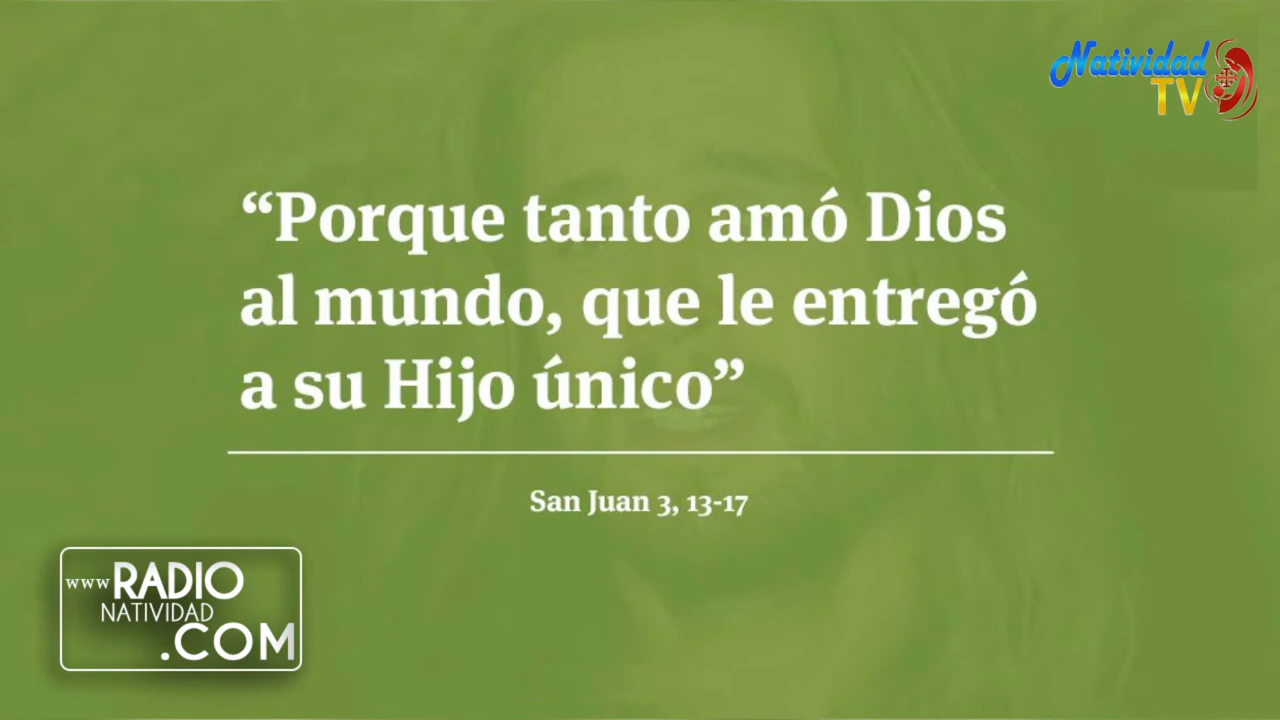 Natividad
TV
“Porque tanto amó Dios
al mundo, que le entregó
a su Hijo único”
San Juan 3, 13-17
www RADIO
NATIVIDAD
.COM